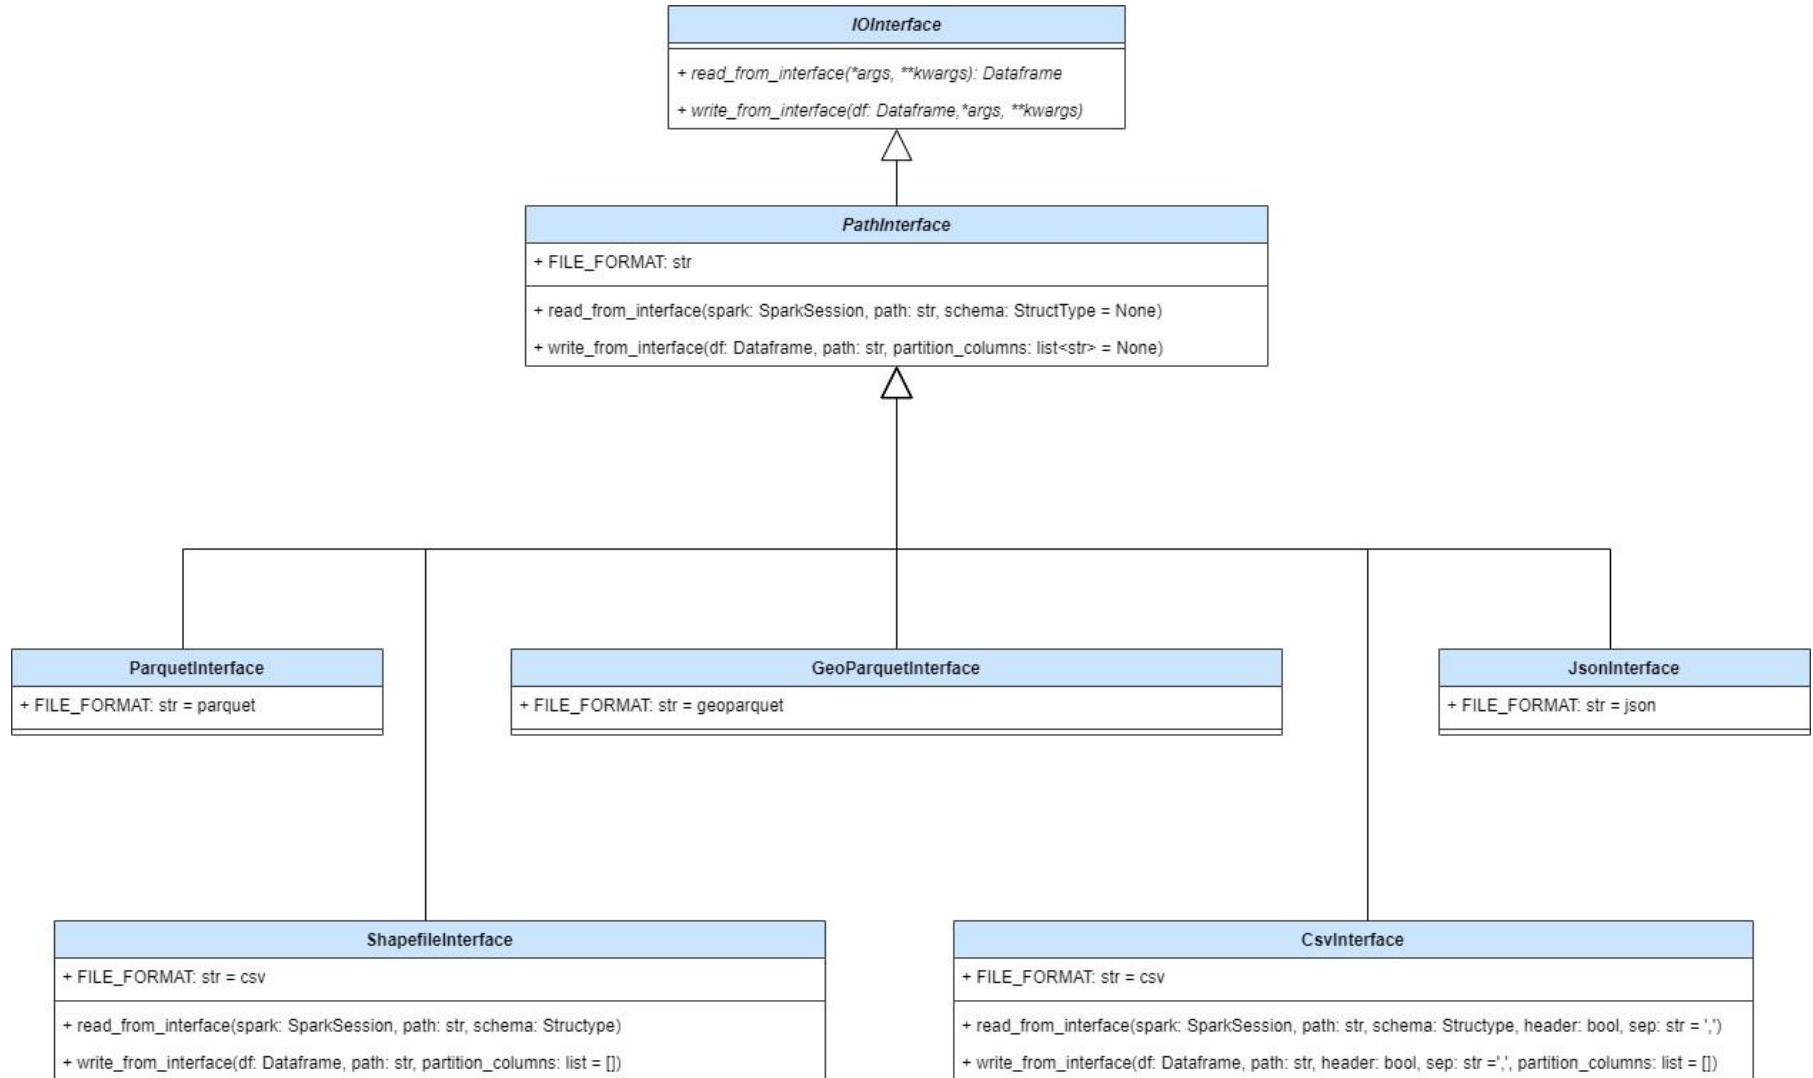 IOInterface
+ read_from_interface(*args, **kwargs): Dataframe
+ write_from_interface(df: Dataframe,*args, **kwargs)
PathInterface
+ FILE_FORMAT: str
+ read_from_interface(spark: SparkSession, path: str, schema: StructType = None)
+ write_from_interface(df: Dataframe, path: str, partition_columns: list<str> = None)
ParquetInterface
+ FILE_FORMAT: str = parquet
GeoParquetInterface
+ FILE_FORMAT: str = geoparquet
JsonInterface
+ FILE_FORMAT: str = json
ShapefileInterface
+ FILE_FORMAT: str = csv
+ read_from_interface(spark: SparkSession, path: str, schema: Structype)
+ write_from_interface(df: Dataframe, path: str, partition_columns: list = [])
CsvInterface
+ FILE_FORMAT: str = csv
+ read_from_interface(spark: SparkSession, path: str, schema: Structype, header: bool, sep: str = ',')
+ write_from_interface(df: Dataframe, path: str, header: bool, sep: str =',', partition_columns: list = [])